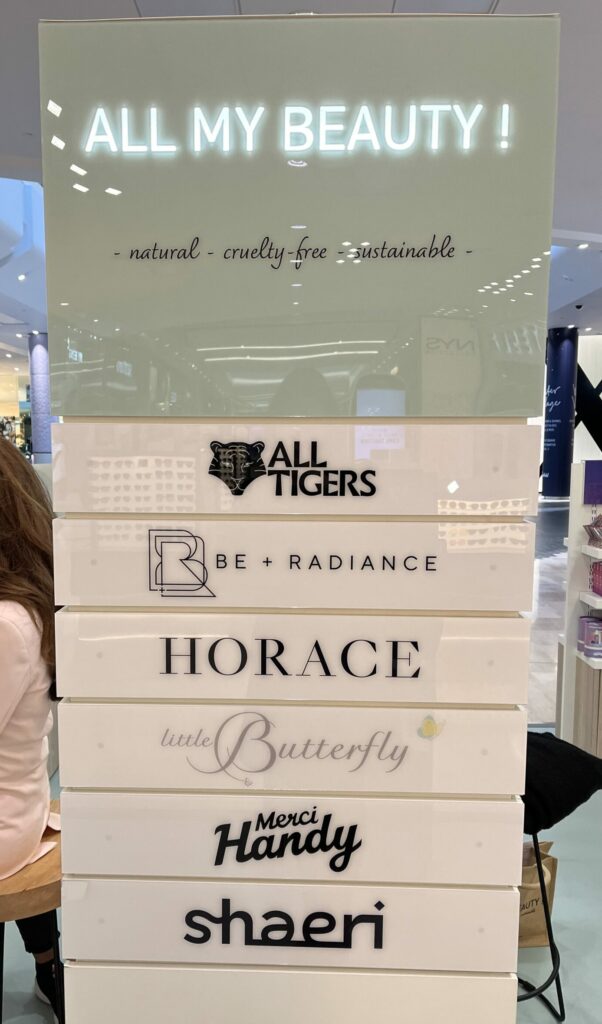 ALL MY BEAUTY !
- natural - cruelty-free - sustainable -
ALL
TIGERS
BE + RADIANCE
HORACE
little Butterfly
Merci
Handy
shaeri